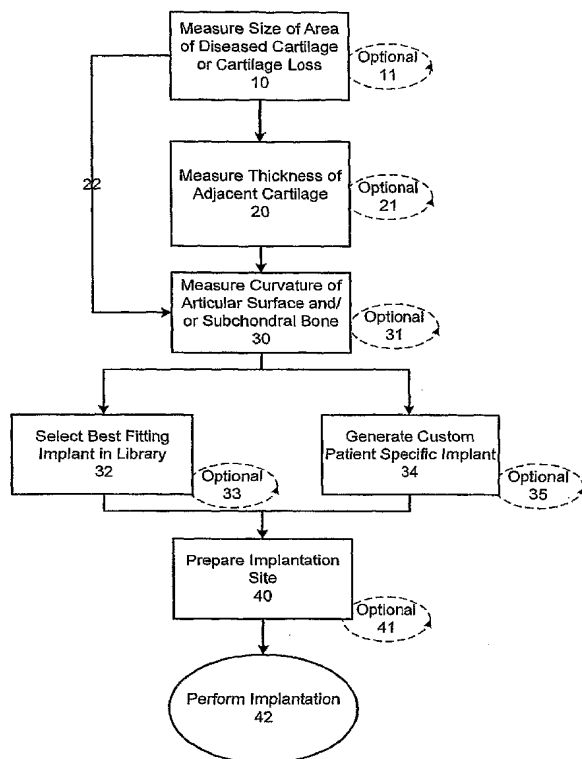 Measure Size of Area
of Diseased Cartilage
or Cartilage Loss
10
Optional
11
22
Measure Thickness of
Adjacent Cartilage
20
Optional
21
Measure Curvature of
Articular Surface and/
or Subchondral Bone
30
Optional
31
Select Best Fitting
Implant in Library
32
Optional
33
Generate Custom
Patient Specific Implant
34
Optional
35
Prepare Implantation
Site
40
Optional
41
Perform Implantation
42